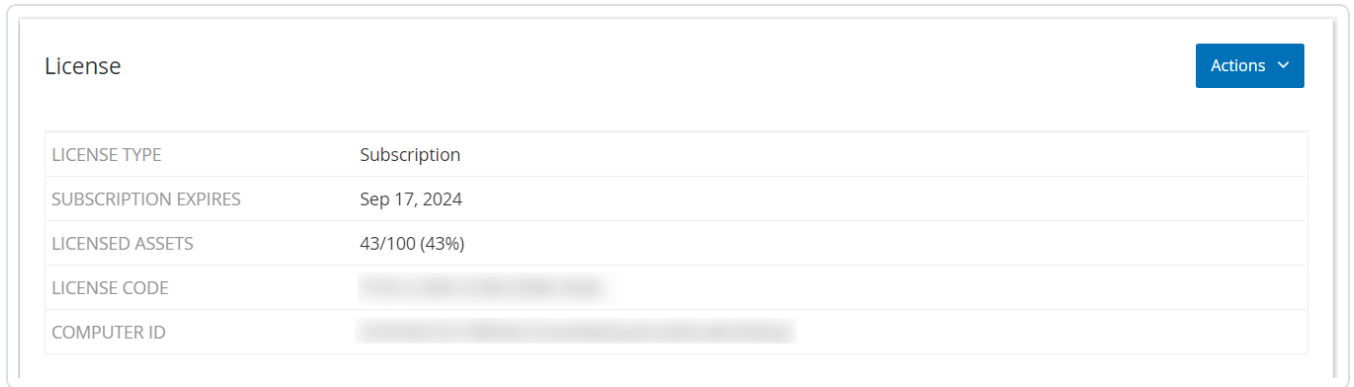 License
Actions
LICENSE TYPE Subscription
SUBSCRIPTION EXPIRES Sep 17, 2024
LICENSED ASSETS 43/100 (43%)
LICENSE CODE
COMPUTER ID